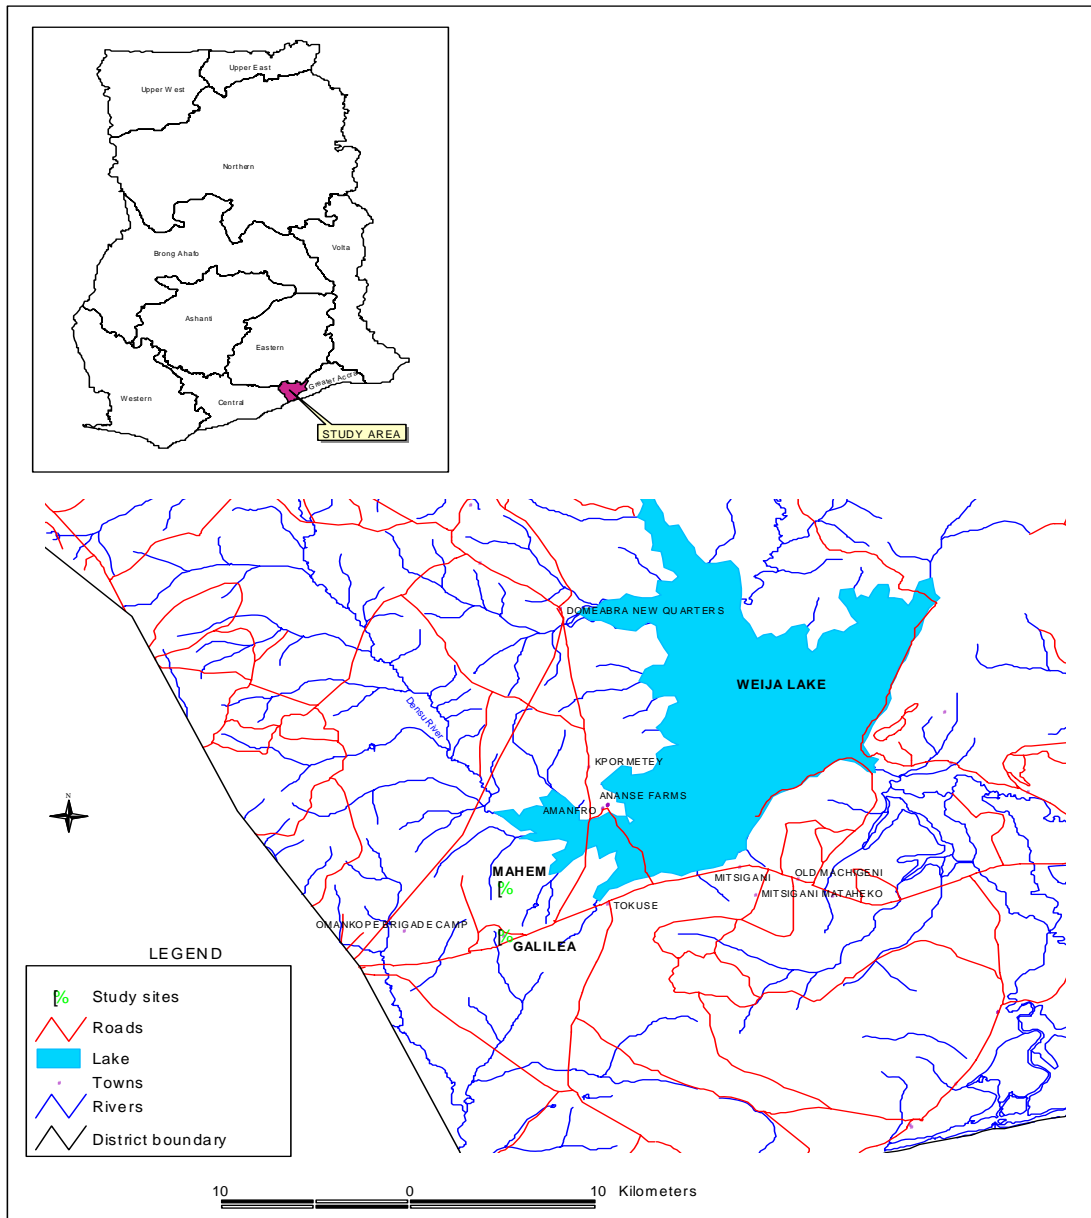 Upper East
Upper West
Northern
Brong Ahafo
Volta
Ashanti
Eastern
Greater Accra
Western
Central
STUDY AREA
DOMEABRA NEW QUARTERS
WEIJA LAKE
Densu River
KPORMETEY
ANANSE FARMS
AMANFRO
N
MAHEM
MITSIGANI
OLD MACHIGENI
MITSIGANI MATAHEKO
TOKUSE
OMANKOPE BRIGADE CAMP
GALILEA
LEGEND
[% Study sites
Roads
Lake
Towns
Rivers
District boundary
10 0 10 Kilometers